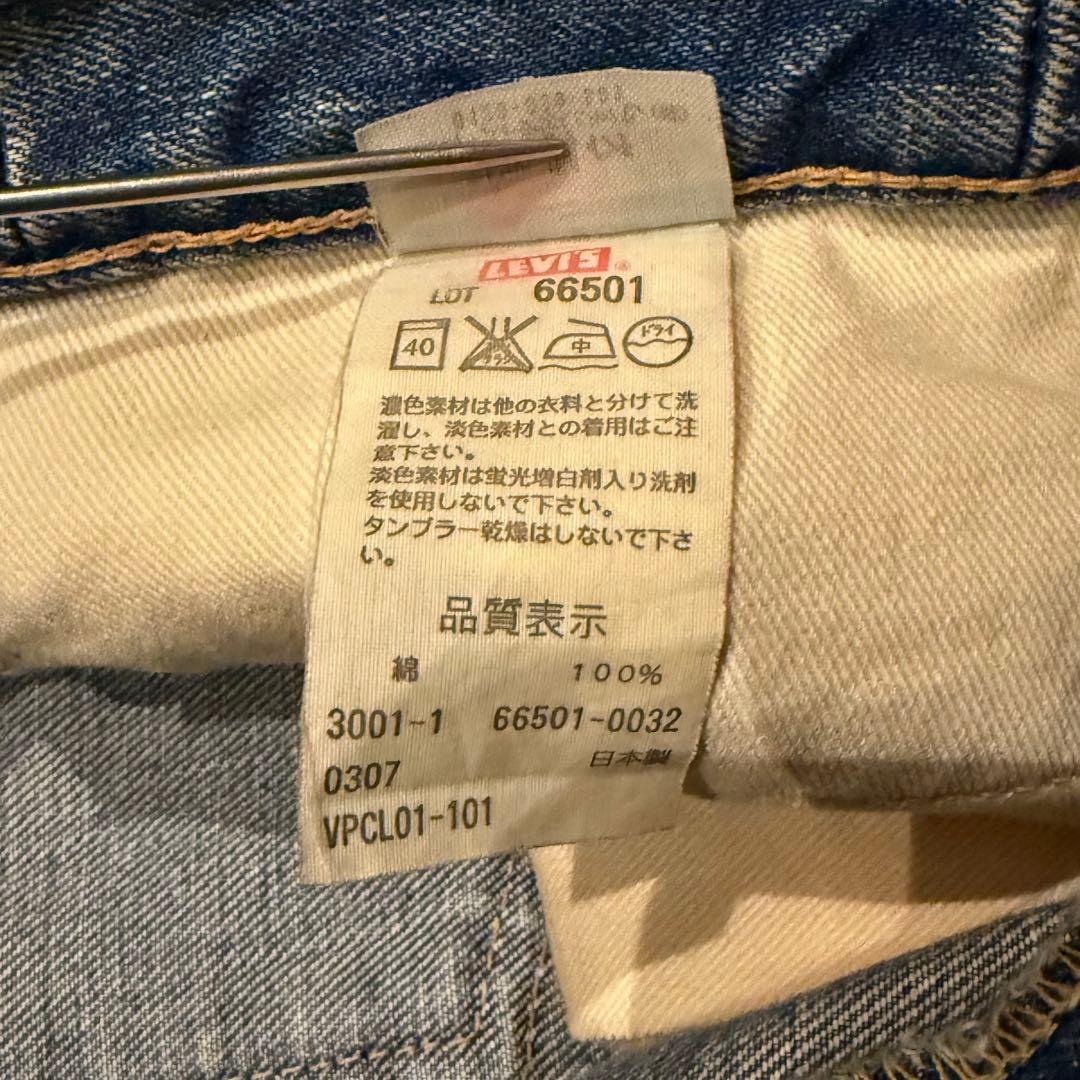 LEVI'S ®
LOT 66501
40 中 ドライ
濃色素材は他の衣料と分けて洗
濯し、淡色素材との着用はご注
意下さい。
淡色素材は蛍光増白剤入り洗剤
を使用しないで下さい。
タンブラー乾燥はしないで下さ
い。
品質表示
綿 100%
3001-1 66501-0032
0307 日本製
VPCL01-101